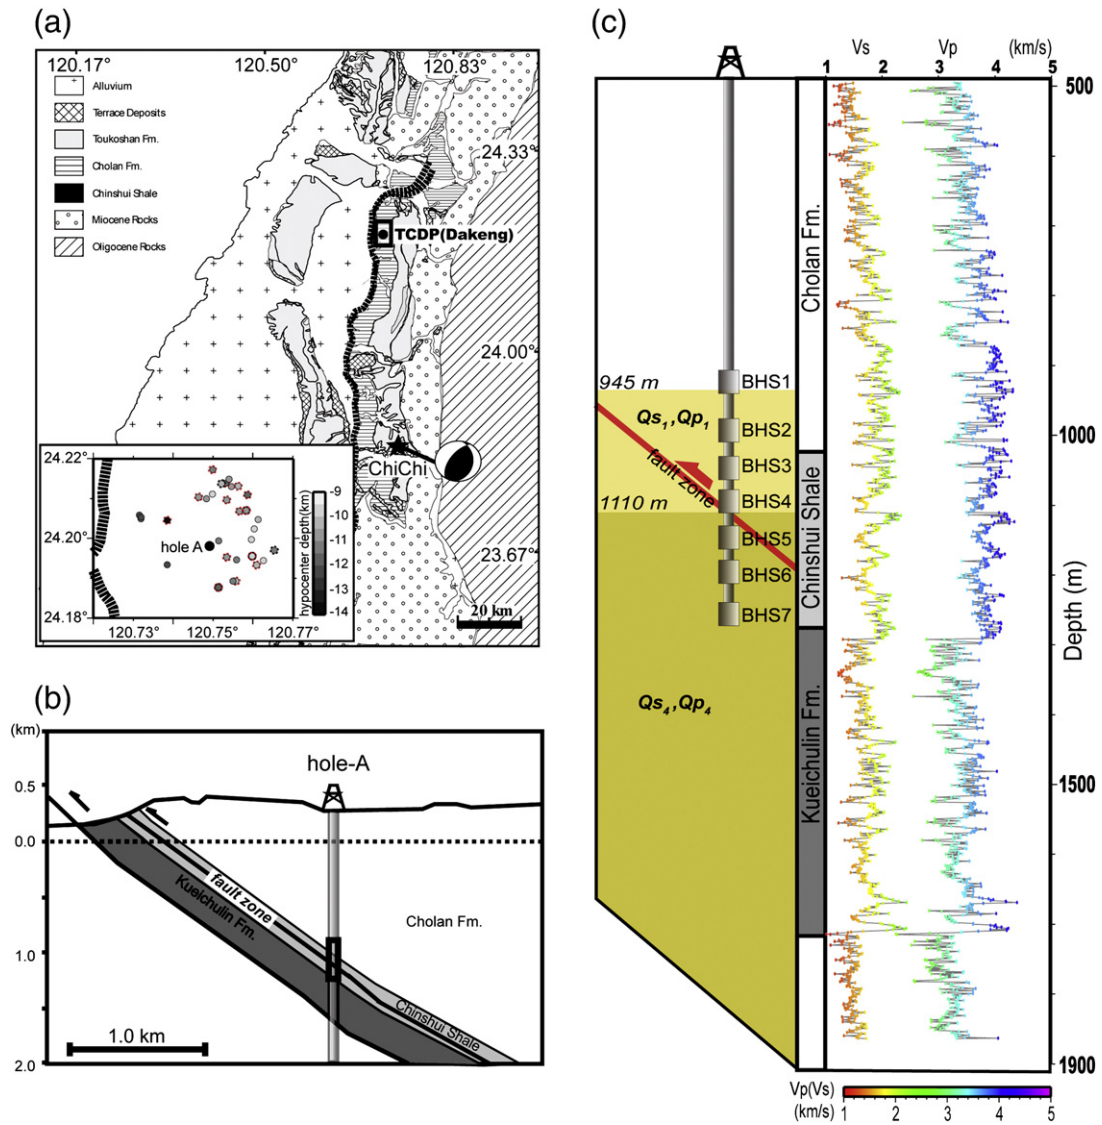 (a)
120.17°
120.50°
120.83°
Alluvium
Terrace Deposits
Toukoshan Fm.
Cholan Fm.
Chinshui Shale
Miocene Rocks
Oligocene Rocks
24.33°
TCDP(Dakeng)
24.00°
ChiChi
23.67°
20 km
24.22°
24.20°
24.18°
hole A
120.73°
120.75°
120.77°
hypocenter depth(km)
-9
-10
-11
-12
-13
-14
(b)
(km)
0.5
0.0
1.0
2.0
hole-A
fault zone
Kueichulin Fm.
Cholan Fm.
Chinshui Shale
1.0 km
(c)
Vs
Vp
(km/s)
1
2
3
4
5
500
1000
1500
1900
Depth (m)
Cholan Fm.
Chinshui Shale
Kueichulin Fm.
945 m
1110 m
Qs1,Qp1
fault zone
Qs4,Qp4
BHS1
BHS2
BHS3
BHS4
BHS5
BHS6
BHS7
Vp(Vs)
(km/s)
1
2
3
4
5